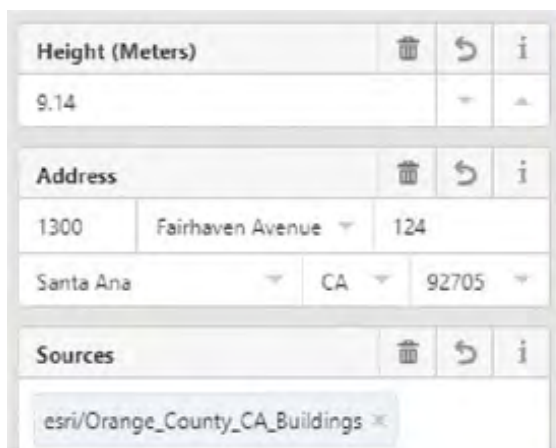 Height (Meters)
9.14
Address
1300 Fairhaven Avenue 124
Santa Ana CA 92705
Sources
esri/Orange_County_CA_Buildings ×